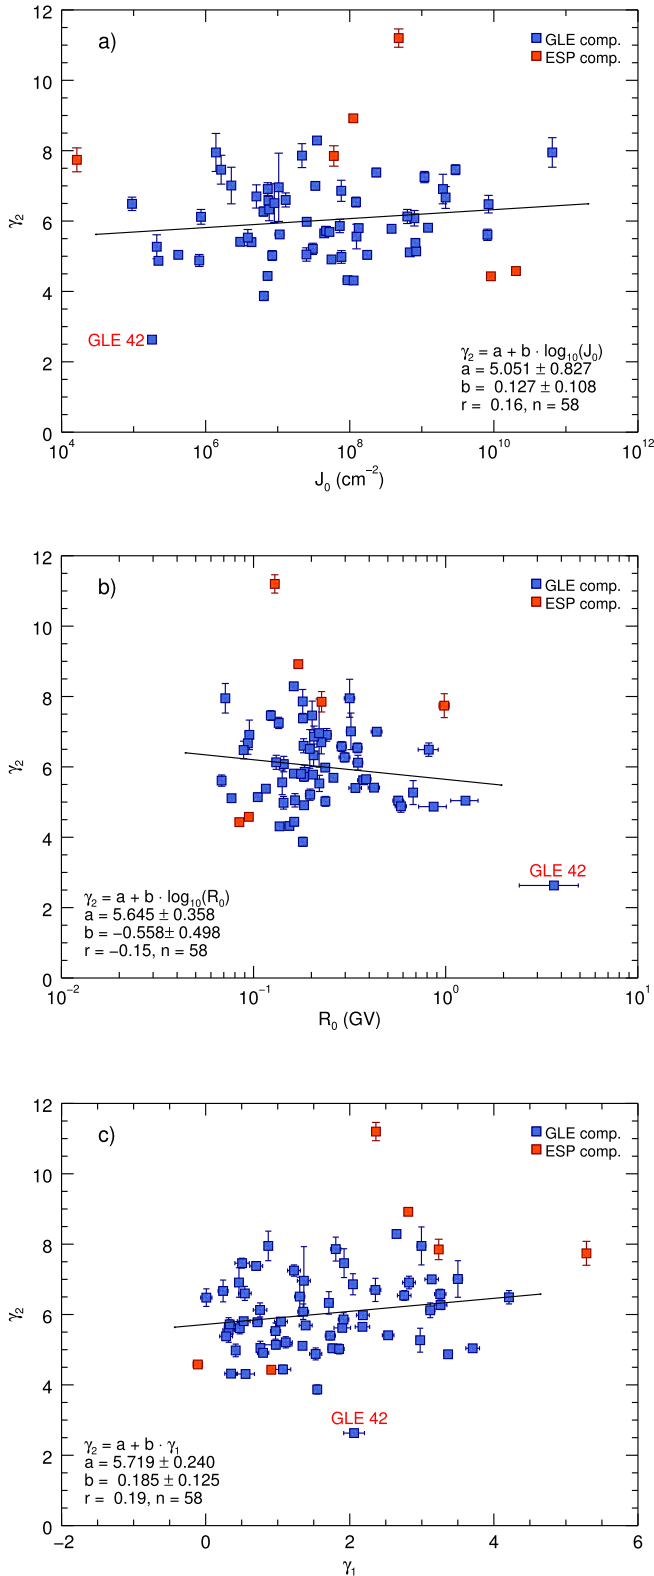 a)
GLE comp.
ESP comp.
12
10
8
6
4
2
0
γ₂
GLE 42
γ₂ = a + b · log₁₀(J₀)
a = 5.051 ± 0.827
b = 0.127 ± 0.108
r = 0.16, n = 58
10⁴ 10⁶ 10⁸ 10¹⁰ 10¹²
J₀ (cm⁻²)
b)
GLE comp.
ESP comp.
12
10
8
6
4
2
0
γ₂
GLE 42
γ₂ = a + b · log₁₀(R₀)
a = 5.645 ± 0.358
b = −0.558± 0.498
r = −0.15, n = 58
10⁻² 10⁻¹ 10⁰ 10¹
R₀ (GV)
c)
GLE comp.
ESP comp.
12
10
8
6
4
2
0
γ₂
GLE 42
γ₂ = a + b · γ₁
a = 5.719 ± 0.240
b = 0.185 ± 0.125
r = 0.19, n = 58
−2 0 2 4 6
γ₁